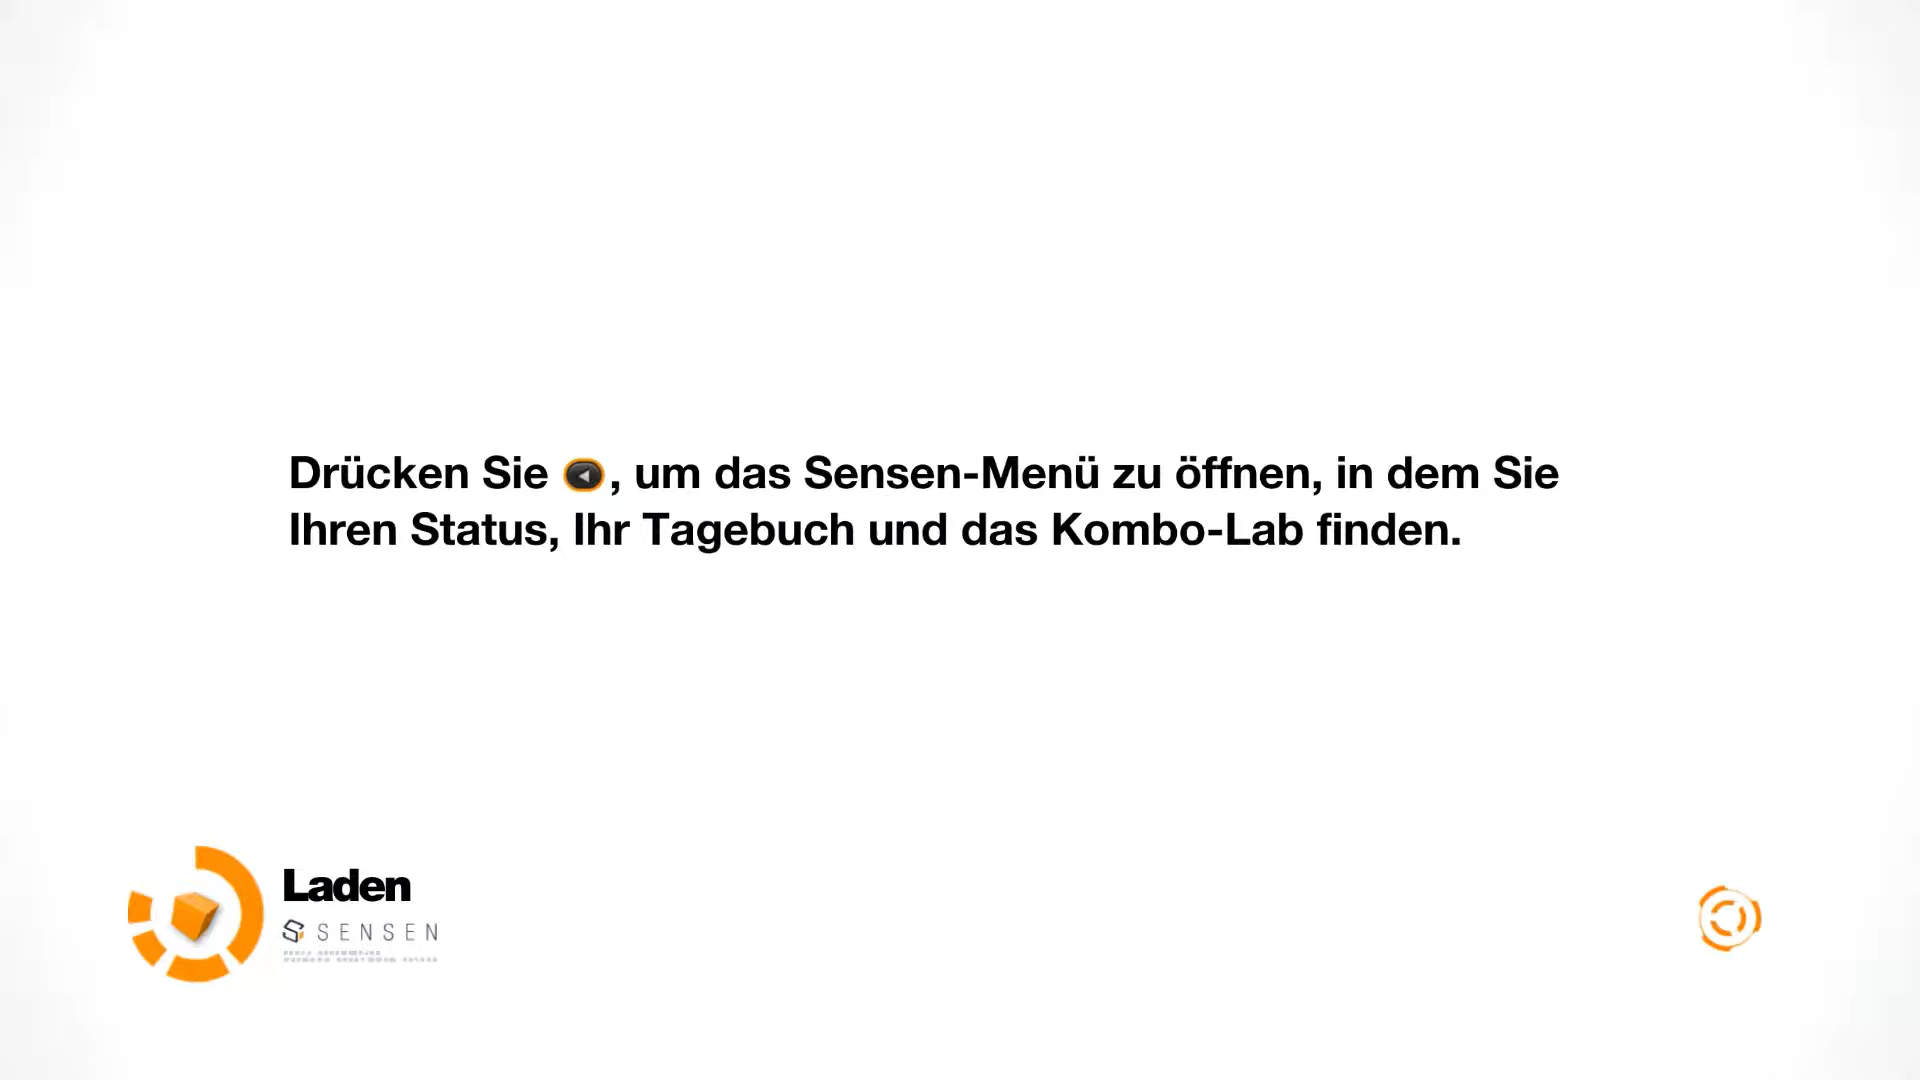 Drücken Sie , um das Sensen-Menü zu öffnen, in dem Sie
Ihren Status, Ihr Tagebuch und das Kombo-Lab finden.
Laden
SENSEN